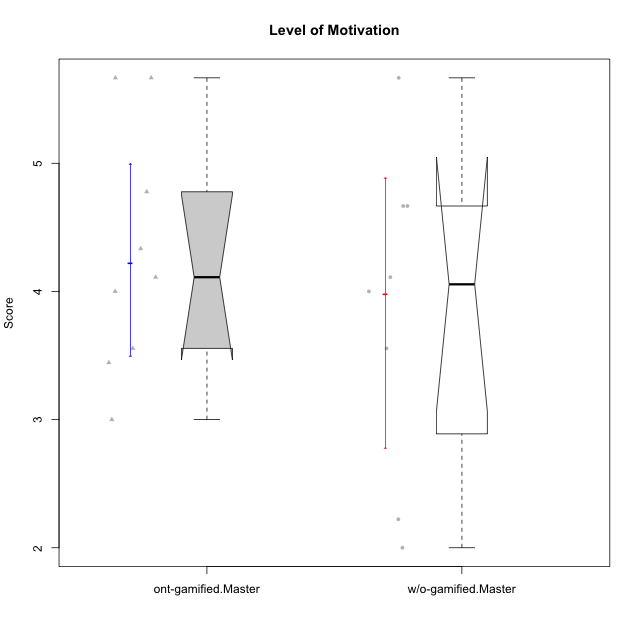 Level of Motivation
Score
5
4
3
2
ont-gamified.Master
w/o-gamified.Master